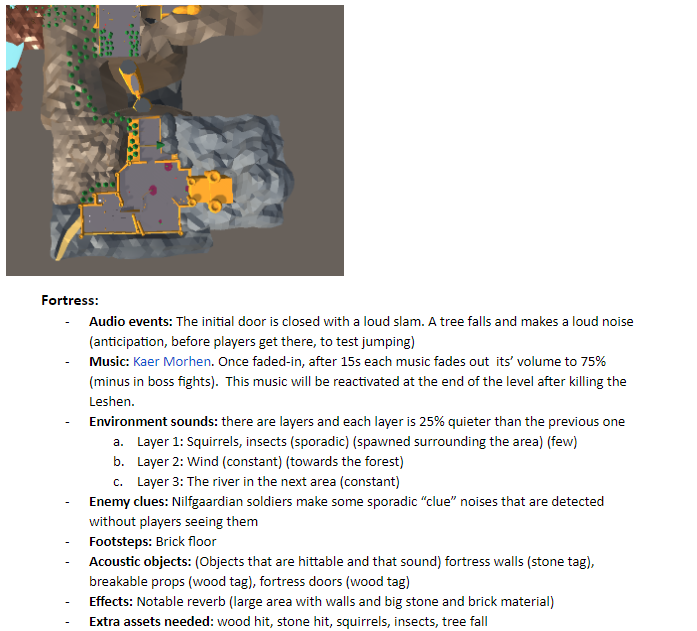 Fortress:
- Audio events: The initial door is closed with a loud slam. A tree falls and makes a loud noise
(anticipation, before players get there, to test jumping)
- Music: Kaer Morhen. Once faded-in, after 15s each music fades out its’ volume to 75%
(minus in boss fights). This music will be reactivated at the end of the level after killing the
Leshen.
- Environment sounds: there are layers and each layer is 25% quieter than the previous one
a. Layer 1: Squirrels, insects (sporadic) (spawned surrounding the area) (few)
b. Layer 2: Wind (constant) (towards the forest)
c. Layer 3: The river in the next area (constant)
- Enemy clues: Nilfgaardian soldiers make some sporadic “clue” noises that are detected
without players seeing them
- Footsteps: Brick floor
- Acoustic objects: (Objects that are hittable and that sound) fortress walls (stone tag),
breakable props (wood tag), fortress doors (wood tag)
- Effects: Notable reverb (large area with walls and big stone and brick material)
- Extra assets needed: wood hit, stone hit, squirrels, insects, tree fall